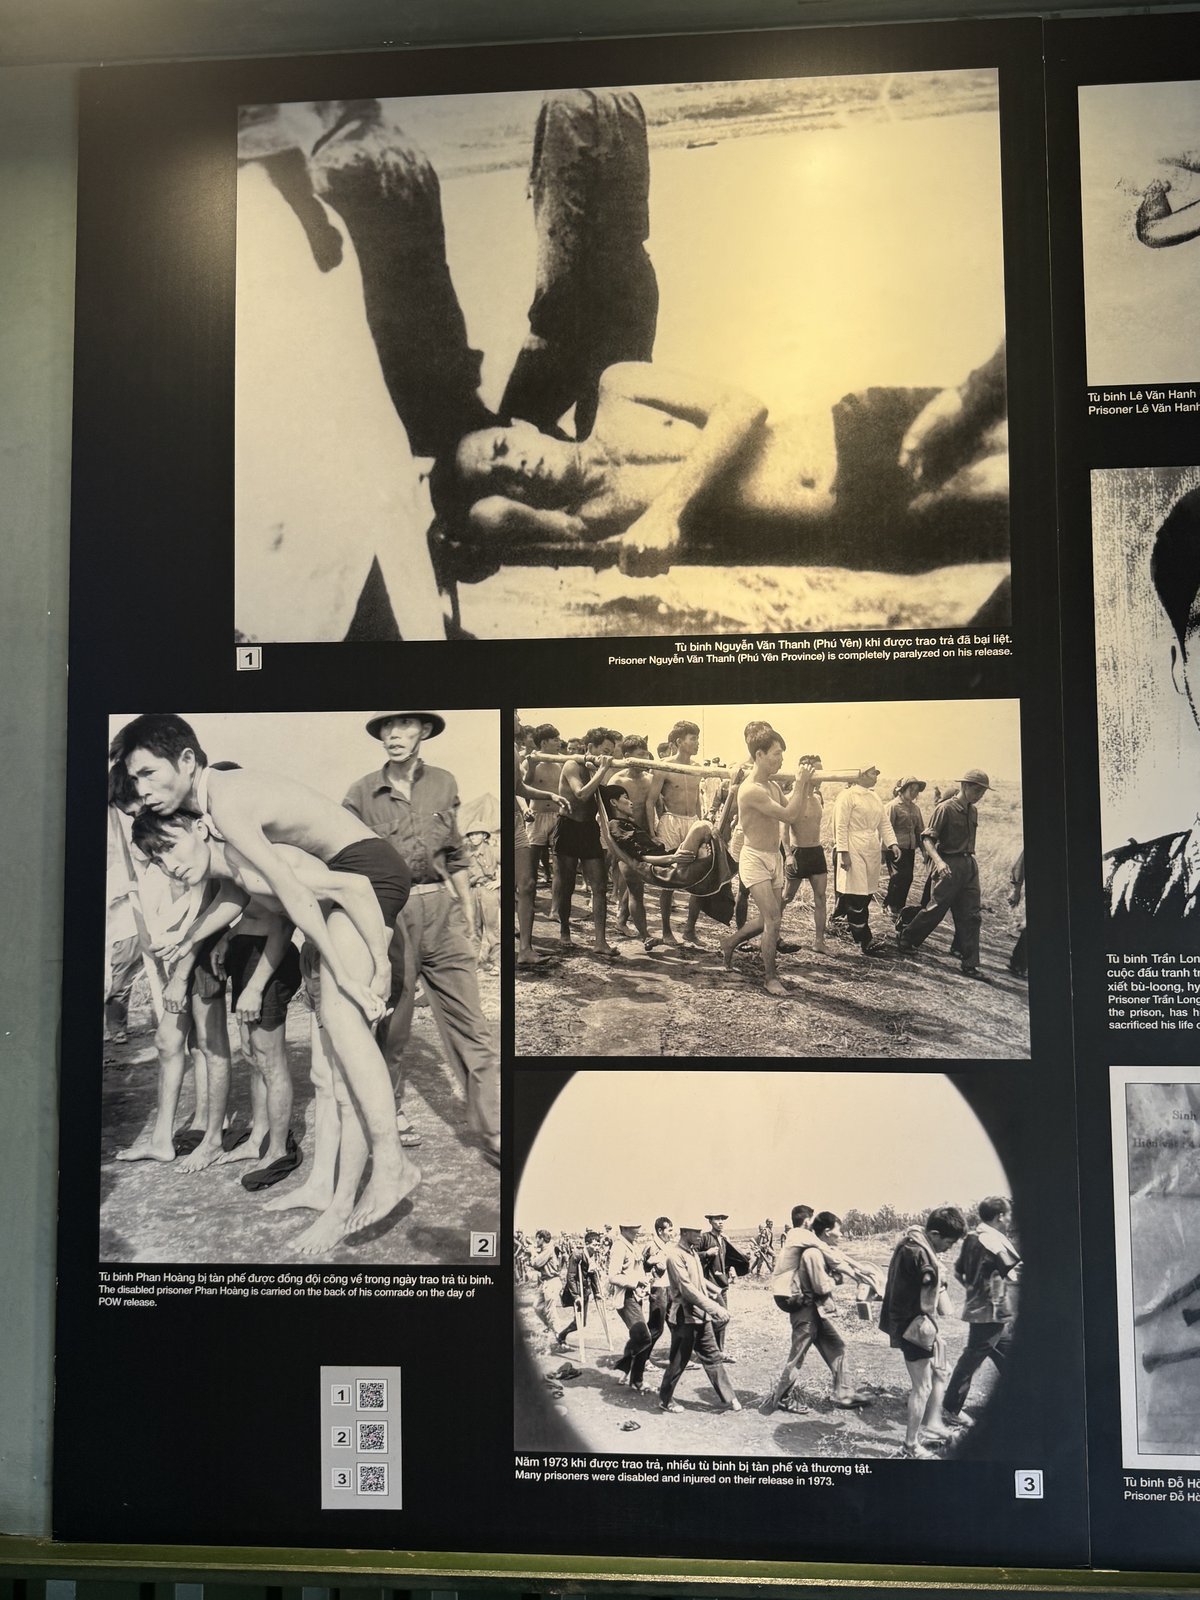 Tù binh Nguyễn Văn Thanh (Phú Yên) khi được trao trả đã bại liệt.
Prisoner Nguyễn Văn Thanh (Phú Yên Province) is completely paralyzed on his release.
1
2
Tù binh Phan Hoàng bị tàn phế được đồng đội cõng về trong ngày trao trả tù binh.
The disabled prisoner Phan Hoàng is carried on the back of his comrade on the day of
POW release.
1
2
3
Năm 1973 khi được trao trả, nhiều tù binh bị tàn phế và thương tật.
Many prisoners were disabled and injured on their release in 1973.
3
Tù binh Lê Văn Hanh
Prisoner Lê Văn Hanh
Tù binh Trần Lon
cuộc đấu tranh
xiết bù-loong, hy
Prisoner Trần Long
the prison, has
sacrificed his life
Sinh
Tù binh Đỗ
Prisoner Đỗ